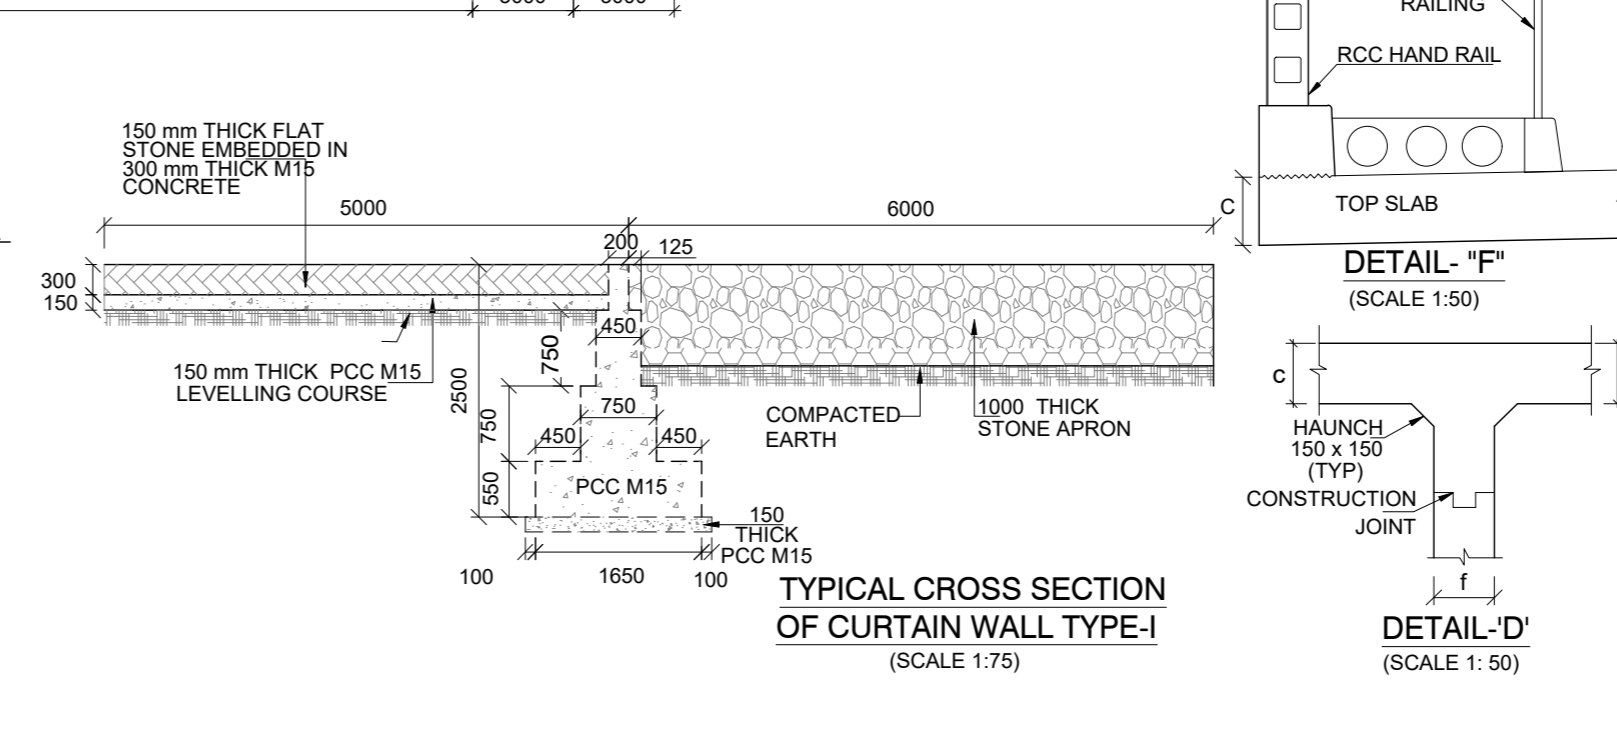 RAILING
RCC HAND RAIL
150 mm THICK FLAT
STONE EMBEDDED IN
300 mm THICK M15
CONCRETE
5000
6000
C
TOP SLAB
200
125
DETAIL- "F"
(SCALE 1:50)
300
150
450
750
150 mm THICK PCC M15
LEVELLING COURSE
2500
750
750
COMPACTED
EARTH
1000 THICK
STONE APRON
c
HAUNCH
150 x 150
(TYP)
450
450
550
PCC M15
CONSTRUCTION
JOINT
150
THICK
PCC M15
100
1650
100
TYPICAL CROSS SECTION
OF CURTAIN WALL TYPE-I
(SCALE 1:75)
f
DETAIL-'D'
(SCALE 1: 50)